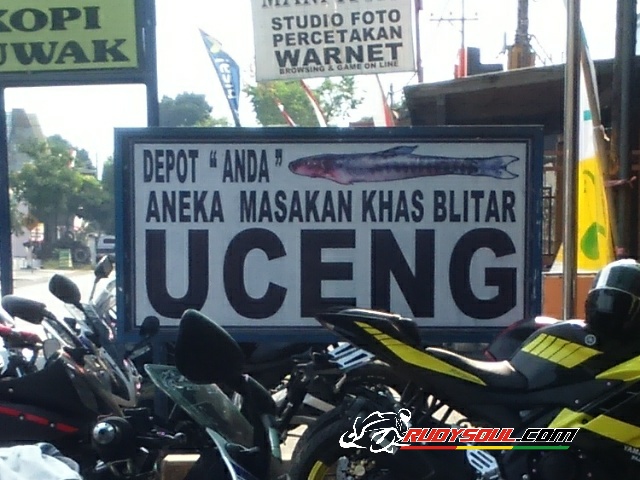 KOPI
UWAK
STUDIO FOTO
PERCETAKAN
WARNET
BROWSING & GAME ON LINE
DEPOT "ANDA"
ANEKA MASAKAN KHAS BLITAR
UCENG
RUDYSOUL.COM